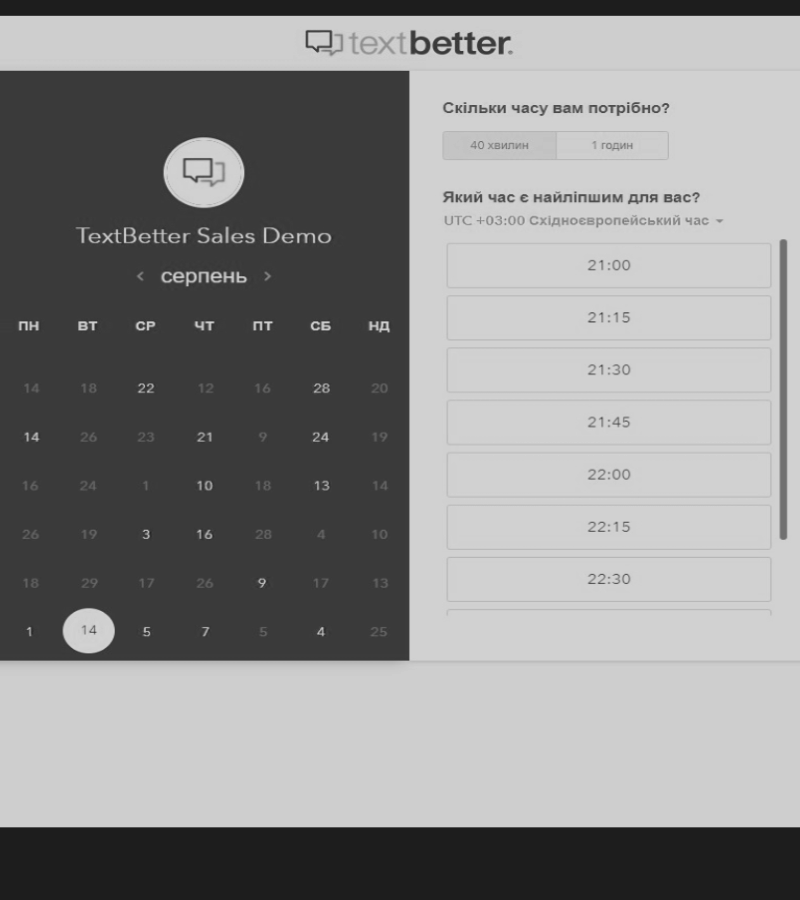 textbetter.
TextBetter Sales Demo
< серпень >
ПН ВТ СР ЧТ ПТ СБ НД
14 18 22 12 16 28 20
14 26 23 21 9 24 19
16 24 1 10 18 13 14
26 19 3 16 28 4 10
18 29 17 26 9 17 13
1 14 5 7 5 4 25
Скільки часу вам потрібно?
40 хвилин 1 годин
Який час є найліпшим для вас?
UTC +03:00 Східноєвропейський час
21:00
21:15
21:30
21:45
22:00
22:15
22:30